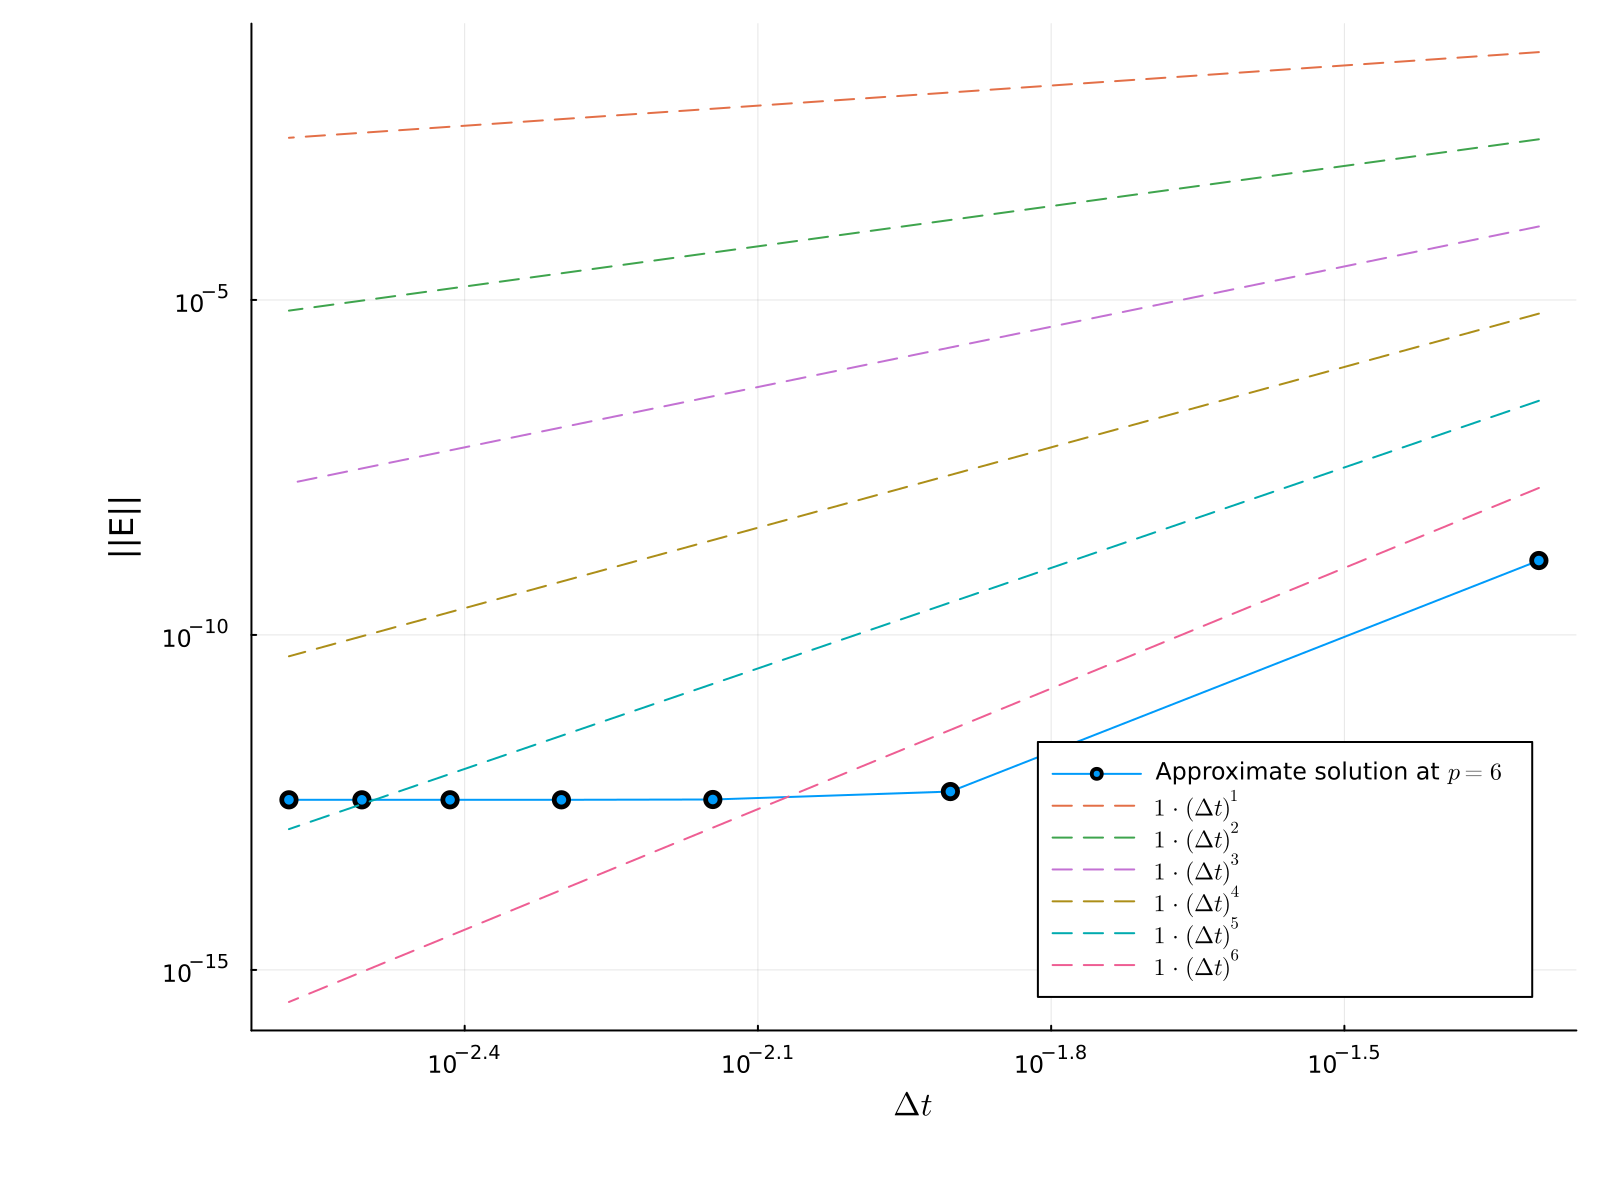 10⁻⁵
||E||
10⁻¹⁰
Approximate solution at p = 6
1 · (Δt)¹
1 · (Δt)²
1 · (Δt)³
1 · (Δt)⁴
1 · (Δt)⁵
1 · (Δt)⁶
10⁻¹⁵
10⁻²·⁴ 10⁻²·¹ 10⁻¹·⁸ 10⁻¹·⁵
Δt